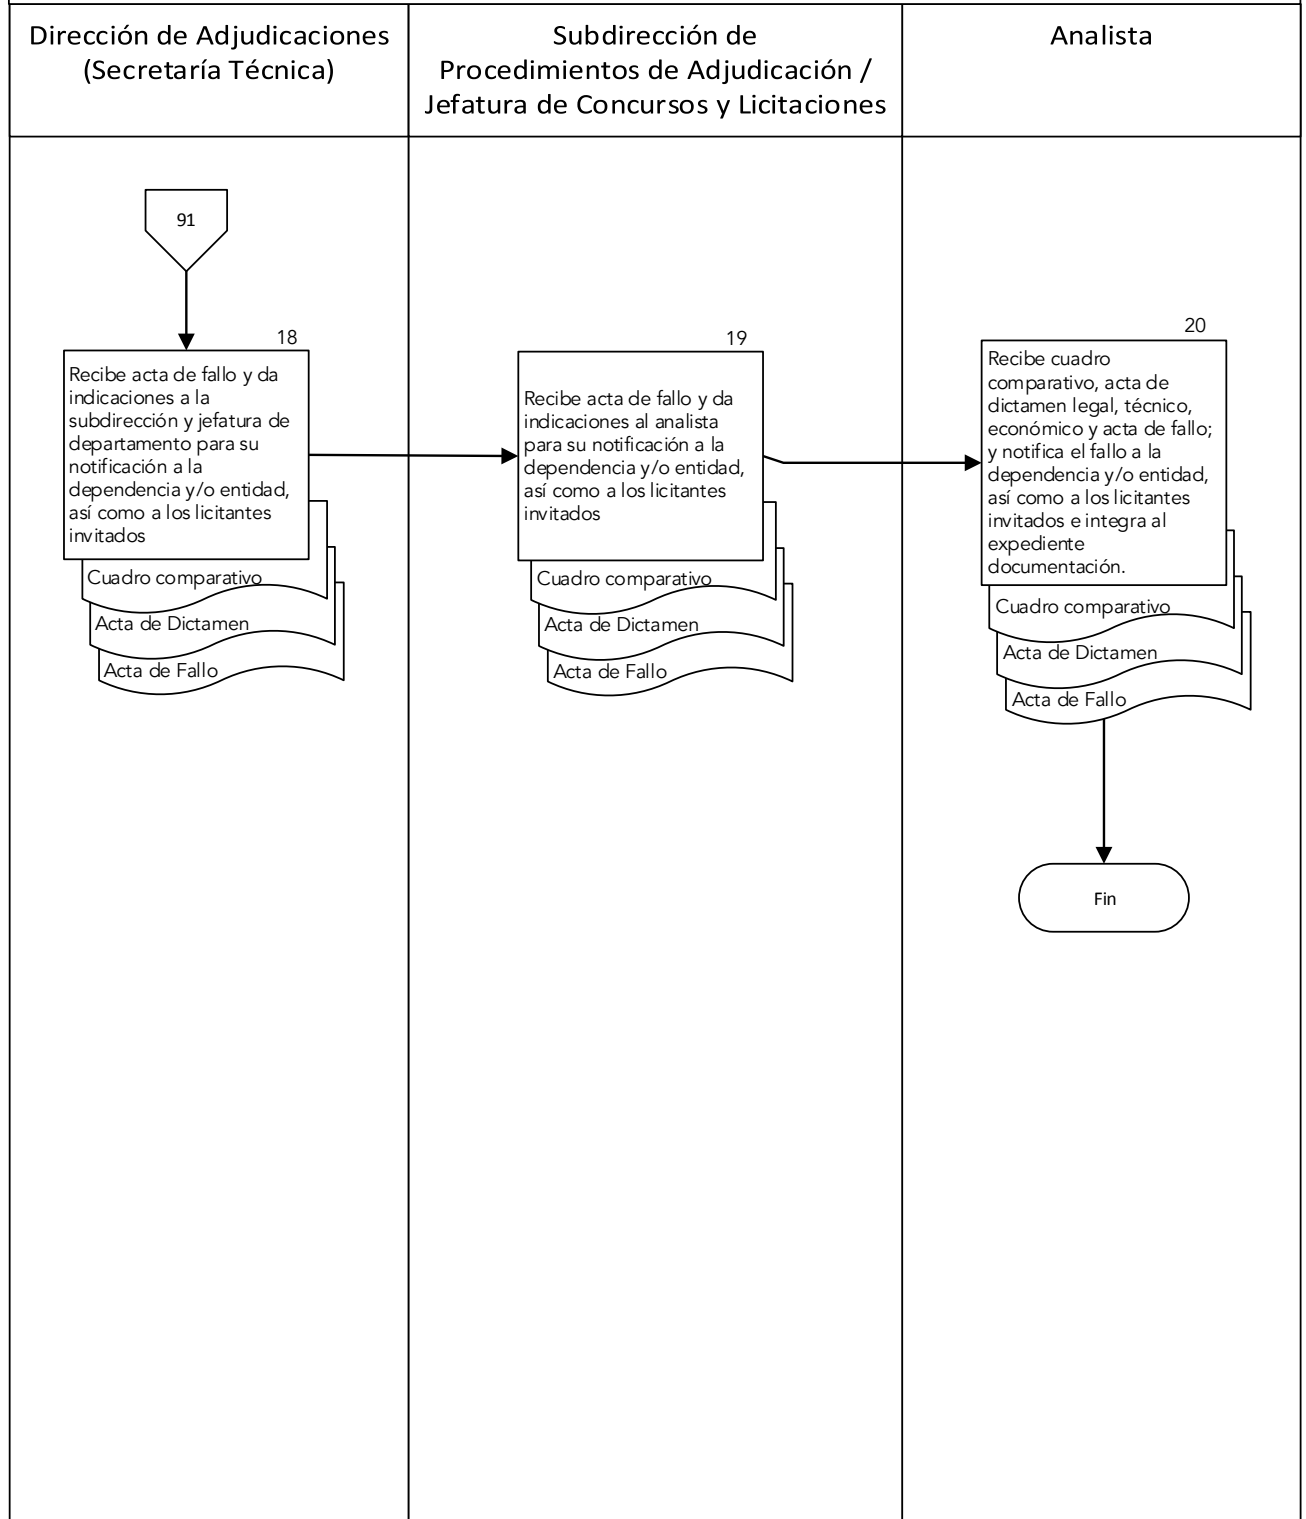 Dirección de Adjudicaciones
(Secretaría Técnica)
Subdirección de
Procedimientos de Adjudicación /
Jefatura de Concursos y Licitaciones
Analista
91
18
Recibe acta de fallo y da
indicaciones a la
subdirección y jefatura de
departamento para su
notificación a la
dependencia y/o entidad,
así como a los licitantes
invitados
Cuadro comparativo
Acta de Dictamen
Acta de Fallo
19
Recibe acta de fallo y da
indicaciones al analista
para su notificación a la
dependencia y/o entidad,
así como a los licitantes
invitados
Cuadro comparativo
Acta de Dictamen
Acta de Fallo
20
Recibe cuadro
comparativo, acta de
dictamen legal, técnico,
económico y acta de fallo;
y notifica el fallo a la
dependencia y/o entidad,
así como a los licitantes
invitados e integra al
expediente
documentación.
Cuadro comparativo
Acta de Dictamen
Acta de Fallo
Fin